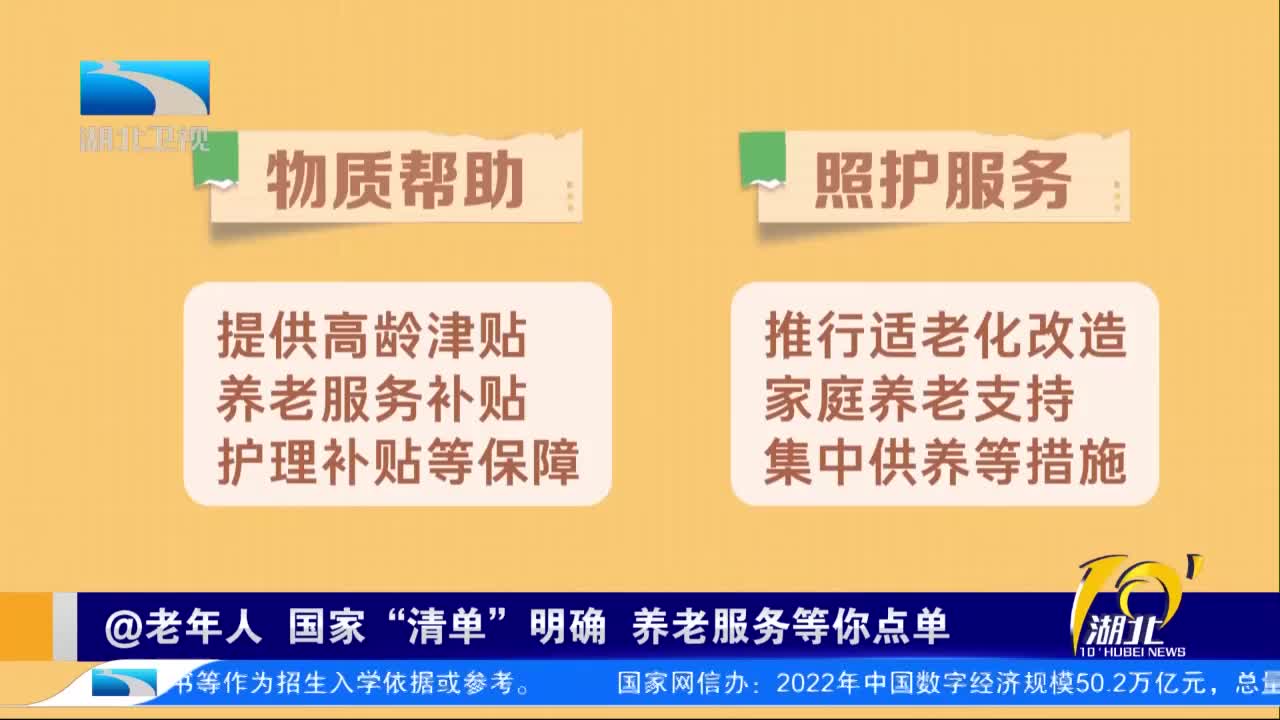 湖北卫视
物质帮助
照护服务
提供高龄津贴
养老服务补贴
护理补贴等保障
推行适老化改造
家庭养老支持
集中供养等措施
@老年人 国家“清单”明确 养老服务等你点单
10'
湖北
10'HUBEI NEWS
书等作为招生入学依据或参考。 国家网信办：2022年中国数字经济规模50.2万亿元，总量